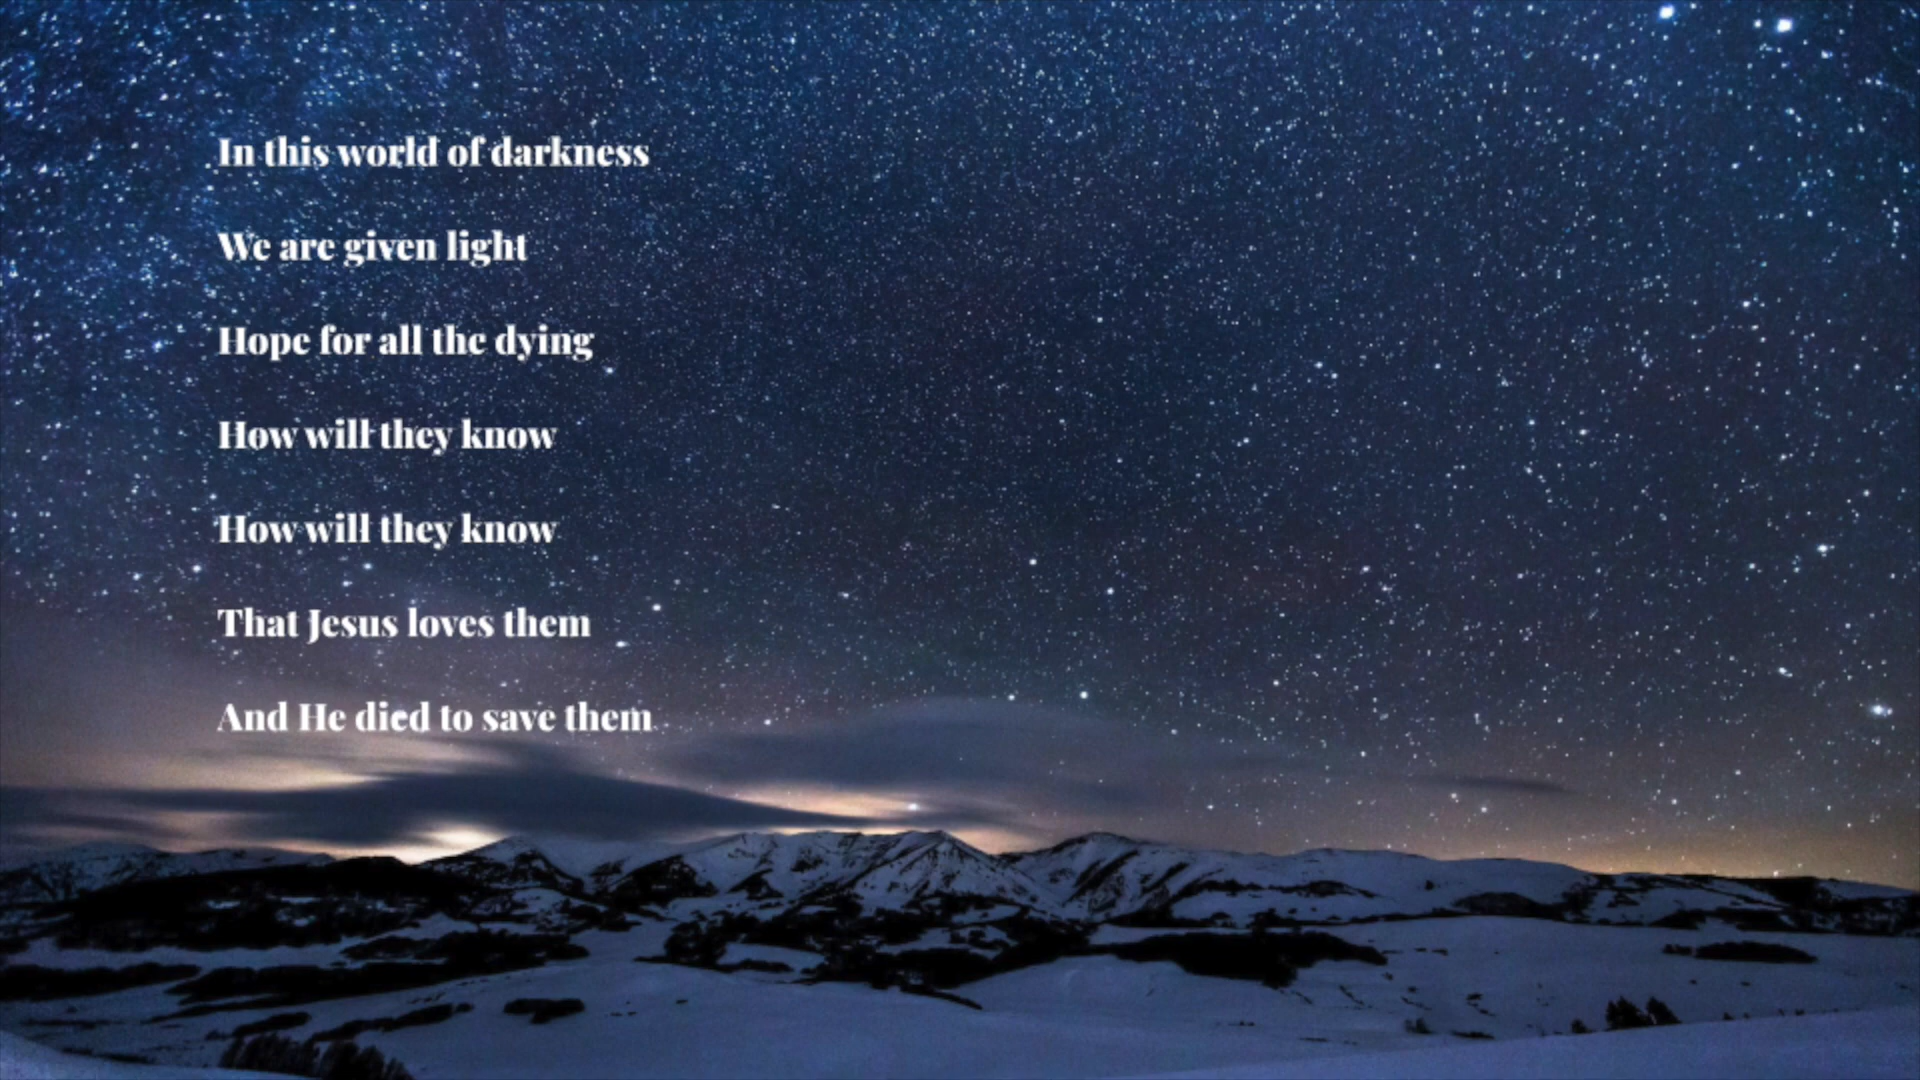 In this world of darkness
We are given light
Hope for all the dying
How will they know
How will they know
That Jesus loves them
And He died to save them